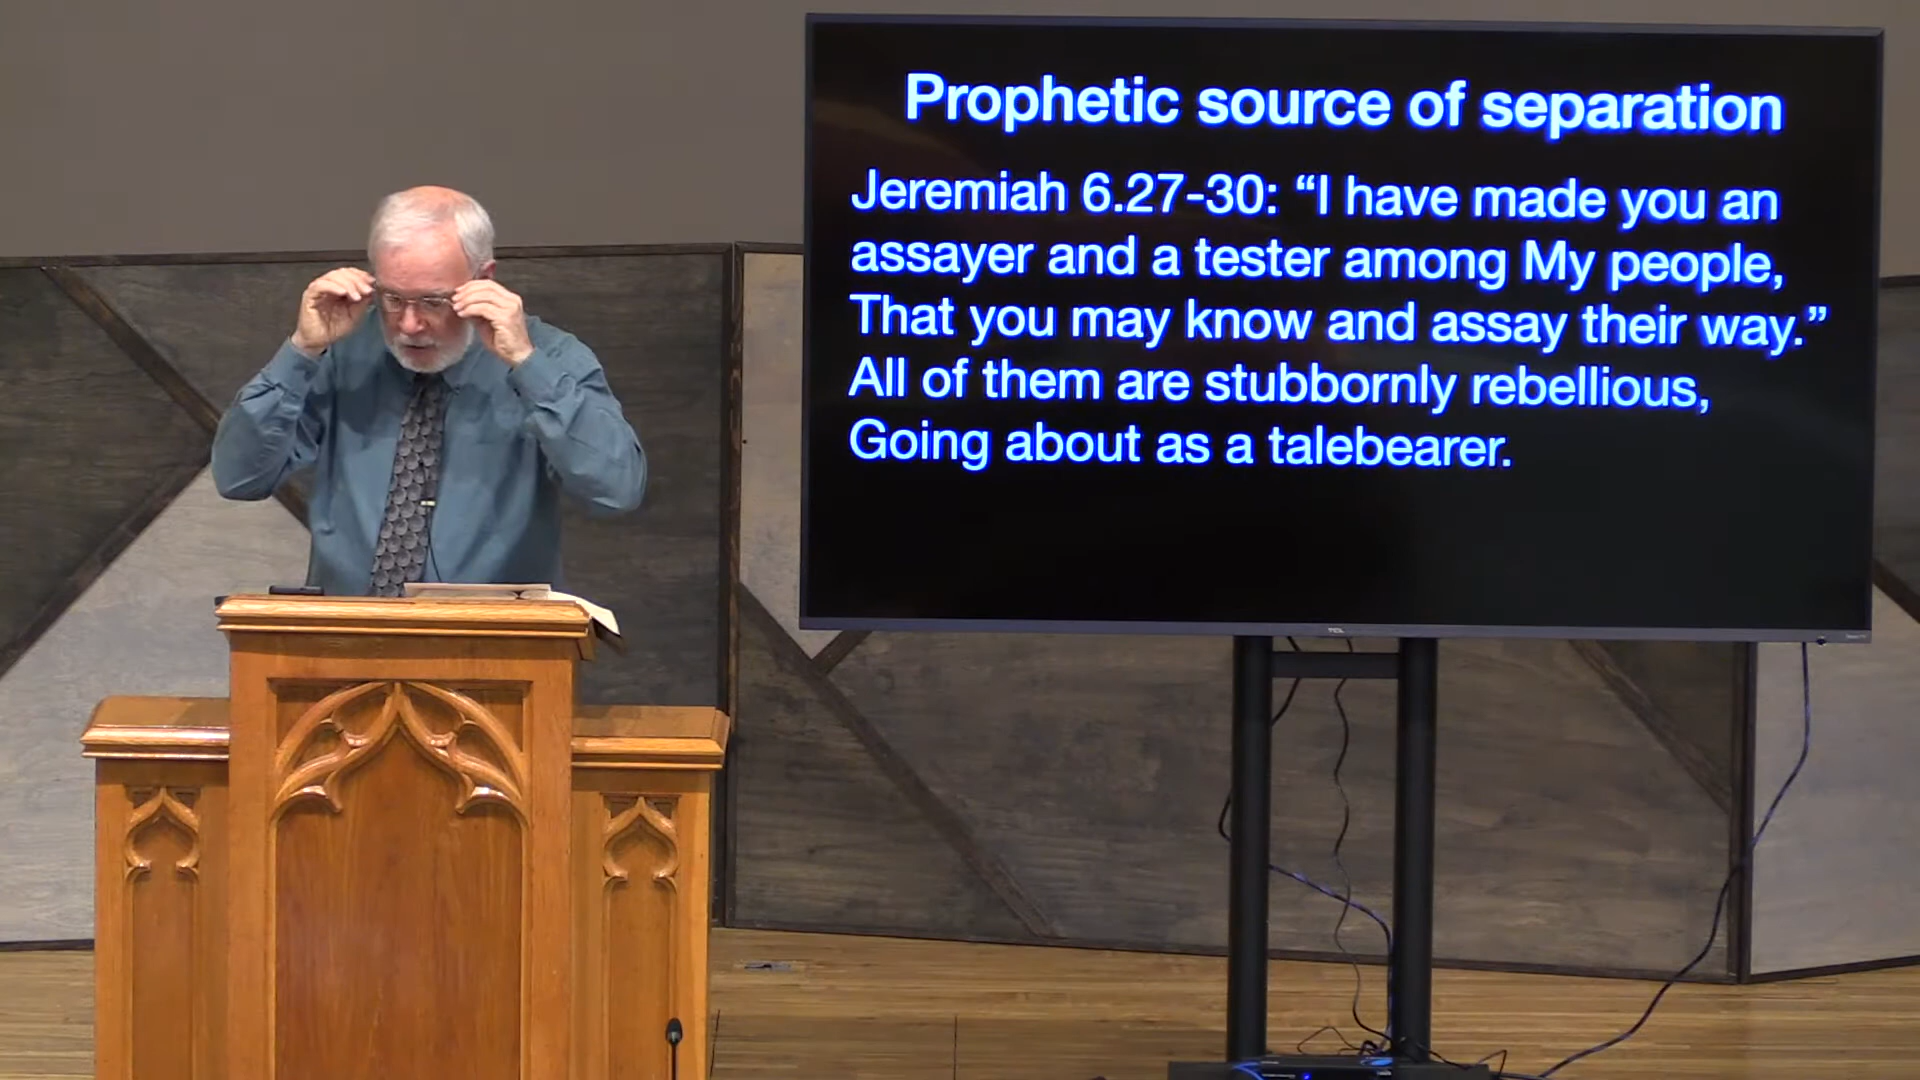 Prophetic source of separation
Jeremiah 6.27-30: “I have made you an
assayer and a tester among My people,
That you may know and assay their way.”
All of them are stubbornly rebellious,
Going about as a talebearer.
TCL